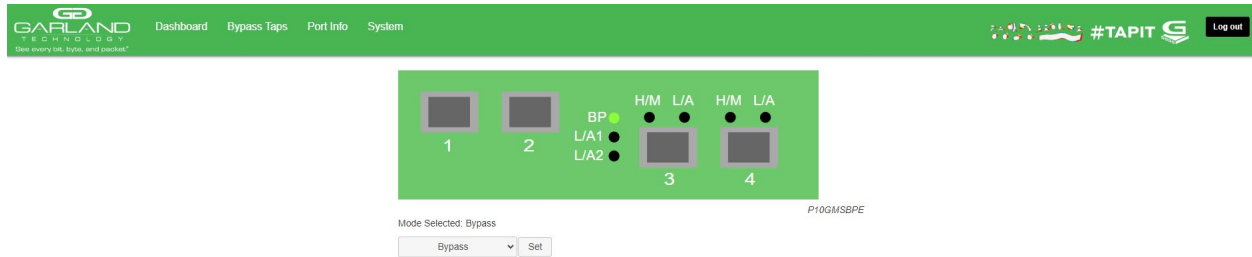 GARLAND
TECHNOLOGY
See every bit, byte, and packet®
Dashboard Bypass Taps Port Info System
#TAPIT
Log out
H/M L/A H/M L/A
BP
L/A1
L/A2
1 2
3 4
P10GMSBPE
Mode Selected: Bypass
Bypass Set